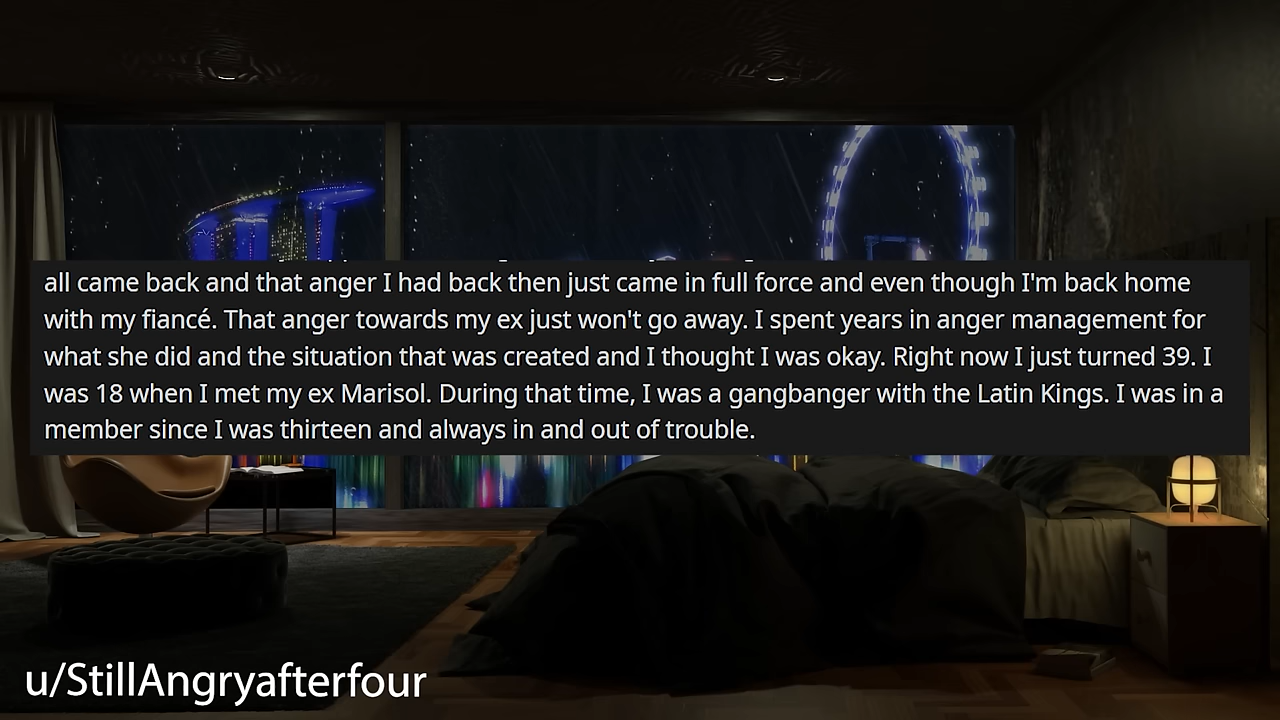 all came back and that anger I had back then just came in full force and even though I'm back home
with my fiancé. That anger towards my ex just won't go away. I spent years in anger management for
what she did and the situation that was created and I thought I was okay. Right now I just turned 39. I
was 18 when I met my ex Marisol. During that time, I was a gangbanger with the Latin Kings. I was in a
member since I was thirteen and always in and out of trouble.
u/StillAngryafterfour